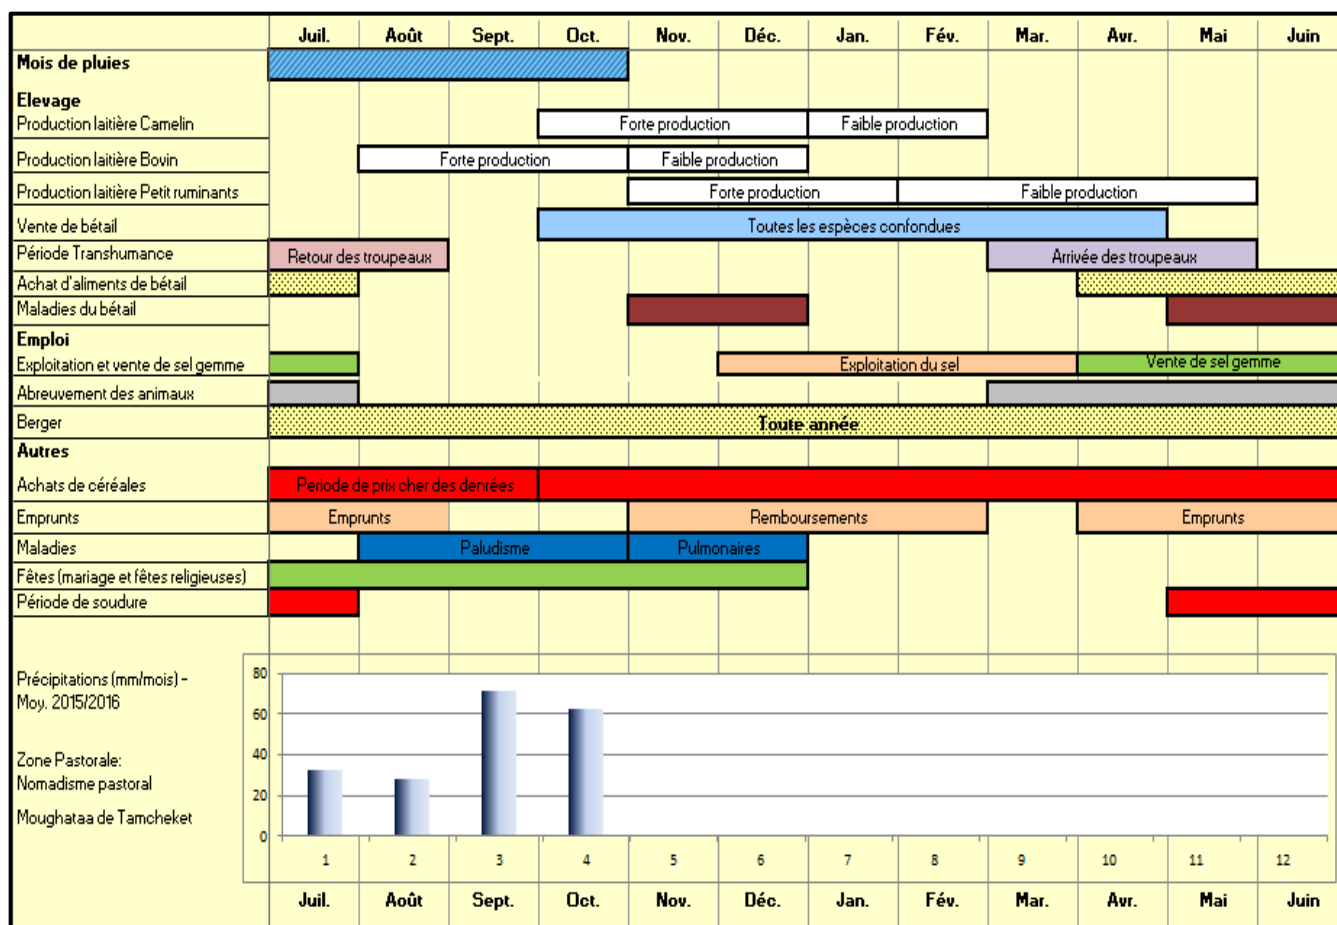 Juil. Août Sept. Oct. Nov. Déc. Jan. Fév. Mar. Avr. Mai Juin
Mois de pluies
Elevage
Production laitière Camelin Forte production Faible production
Production laitière Bovin Forte production Faible production
Production laitière Petit ruminants Forte production Faible production
Vente de bétail Toutes les espèces confondues
Période Transhumance Retour des troupeaux Arrivée des troupeaux
Achat d'aliments de bétail
Maladies du bétail
Emploi
Exploitation et vente de sel gemme Exploitation du sel Vente de sel gemme
Abreuvement des animaux
Berger Toute année
Autres
Achats de céréales Periode de prix cher des denrées
Emprunts Emprunts Remboursements Emprunts
Maladies Paludisme Pulmonaires
Fêtes (mariage et fêtes religieuses)
Période de soudure
Précipitations (mm/mois) -
Moy. 2015/2016
Zone Pastorale:
Nomadisme pastoral
Moughataa de Tamcheket
80
60
40
20
0
1 2 3 4 5 6 7 8 9 10 11 12
Juil. Août Sept. Oct. Nov. Déc. Jan. Fév. Mar. Avr. Mai Juin